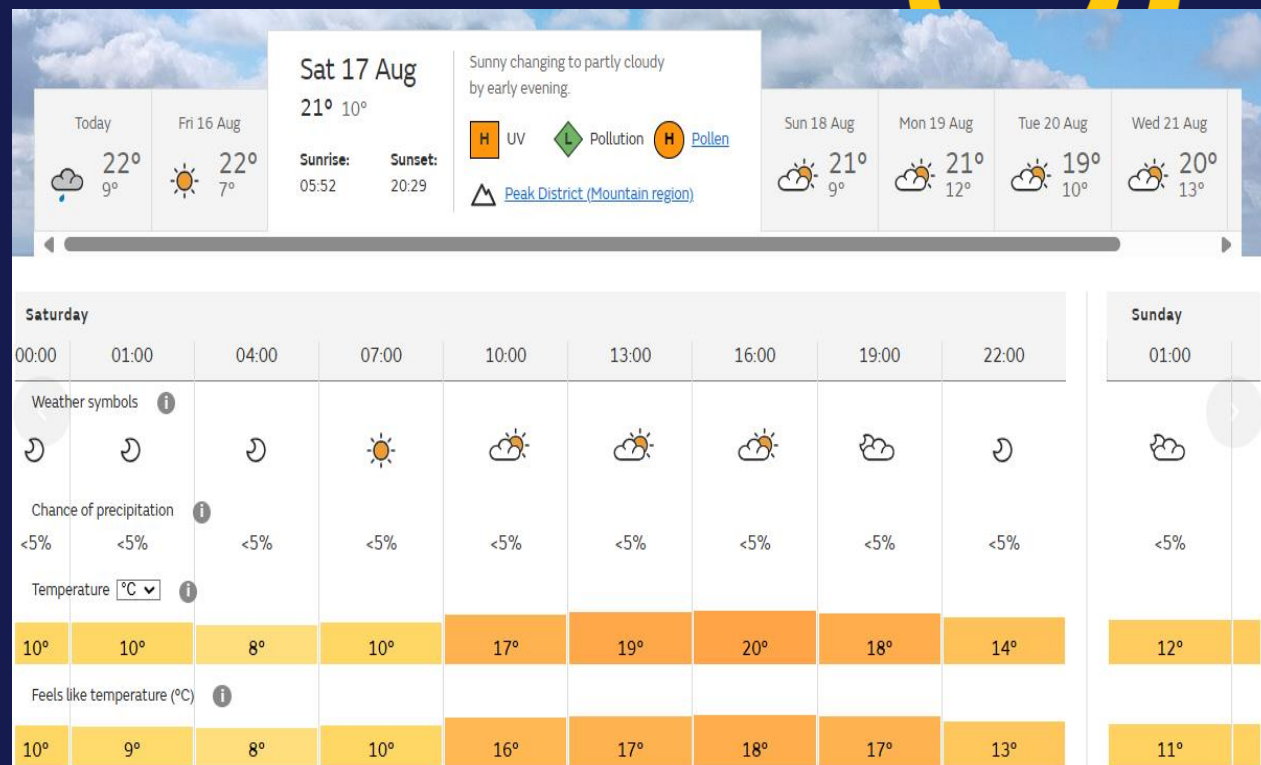 Today
22°
9°
Fri 16 Aug
22°
7°
Sat 17 Aug
21° 10°
Sunrise: Sunset:
05:52 20:29
Sunny changing to partly cloudy
by early evening.
H UV L Pollution H Pollen
Peak District (Mountain region)
Sun 18 Aug
21°
9°
Mon 19 Aug
21°
12°
Tue 20 Aug
19°
10°
Wed 21 Aug
20°
13°
Saturday Sunday
00:00 01:00 04:00 07:00 10:00 13:00 16:00 19:00 22:00 01:00
Weather symbols i
Chance of precipitation i
<5% <5% <5% <5% <5% <5% <5% <5% <5% <5%
Temperature °C i
10° 10° 8° 10° 17° 19° 20° 18° 14° 12°
Feels like temperature (°C) i
10° 9° 8° 10° 16° 17° 18° 17° 13° 11°